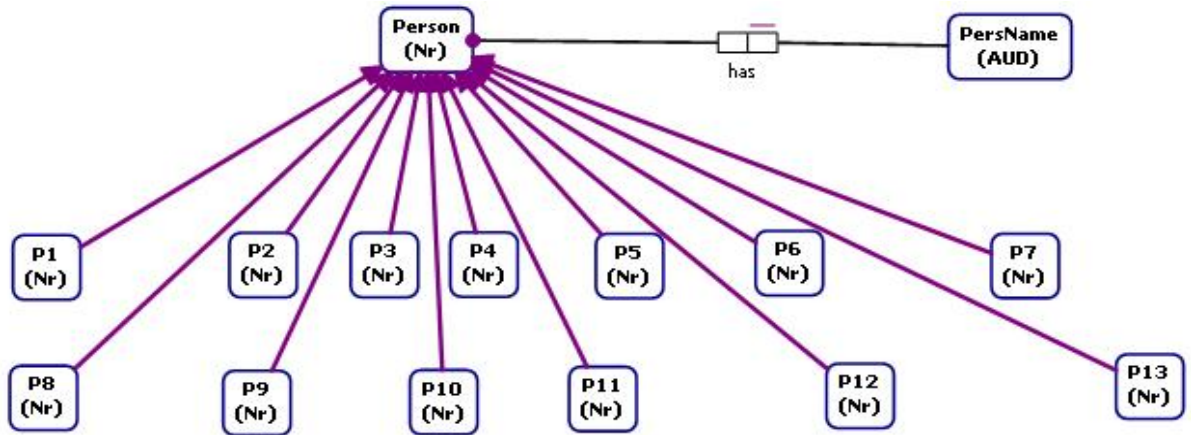 Person
(Nr)
has
PersName
(AUD)
P1
(Nr)
P2
(Nr)
P3
(Nr)
P4
(Nr)
P5
(Nr)
P6
(Nr)
P7
(Nr)
P8
(Nr)
P9
(Nr)
P10
(Nr)
P11
(Nr)
P12
(Nr)
P13
(Nr)